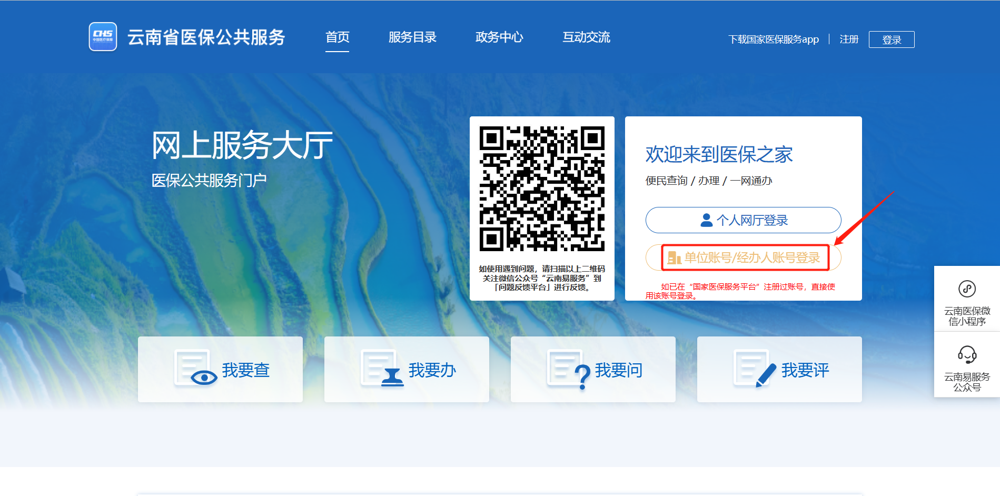 CHS
中国医疗保障
云南省医保公共服务
首页
服务目录
政务中心
互动交流
下载国家医保服务app
注册
登录
网上服务大厅
医保公共服务门户
如使用遇到问题，请扫描以上二维码
关注微信公众号“云南易服务”到
「问题反馈平台」进行反馈。
欢迎来到医保之家
便民查询 / 办理 / 一网通办
个人网厅登录
单位账号/经办人账号登录
如已在“国家医保服务平台”注册过账号，直接使
用该账号登录。
云南医保微
信小程序
云南易服务
公众号
我要查
我要办
我要问
我要评